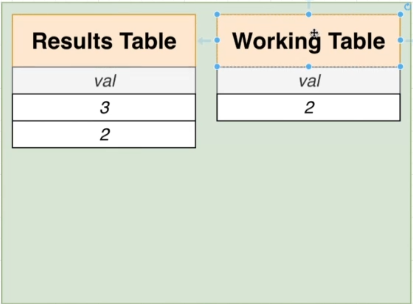 Results Table
val
3
2
Working Table
val
2